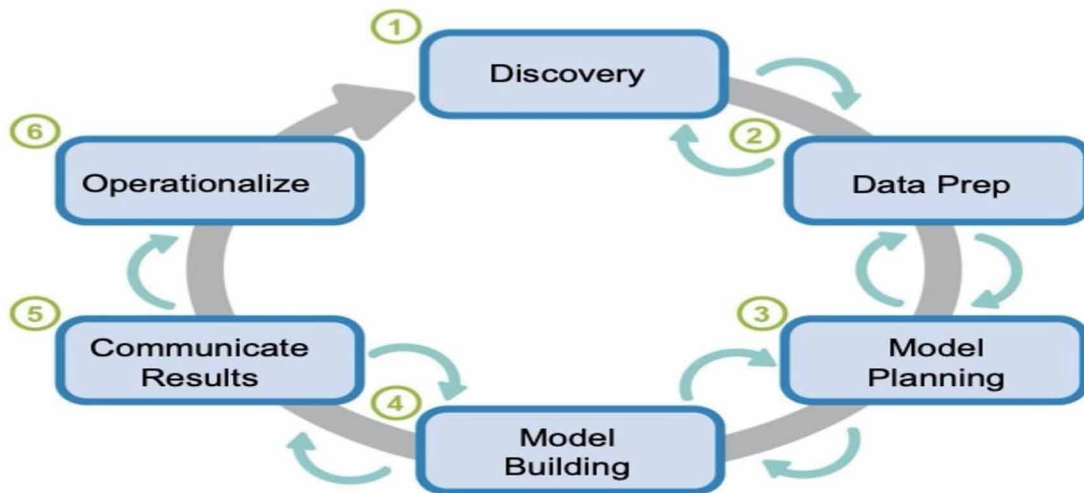 1
Discovery
2
Data Prep
3
Model
Planning
4
Model
Building
5
Communicate
Results
6
Operationalize